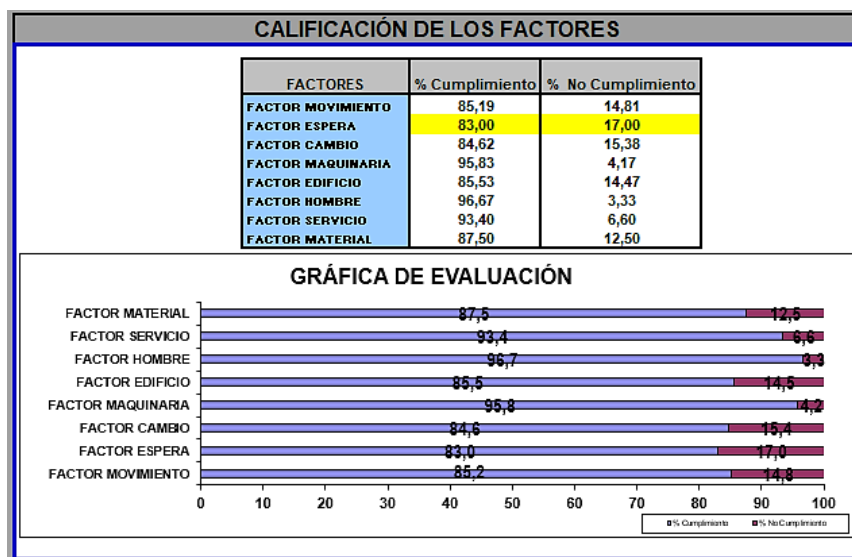 CALIFICACIÓN DE LOS FACTORES
FACTORES % Cumplimiento % No Cumplimiento
FACTOR MOVIMIENTO 85,19 14,81
FACTOR ESPERA 83,00 17,00
FACTOR CAMBIO 84,62 15,38
FACTOR MAQUINARIA 95,83 4,17
FACTOR EDIFICIO 85,53 14,47
FACTOR HOMBRE 96,67 3,33
FACTOR SERVICIO 93,40 6,60
FACTOR MATERIAL 87,50 12,50
GRÁFICA DE EVALUACIÓN
FACTOR MATERIAL 87,5 12,5
FACTOR SERVICIO 93,4 6,6
FACTOR HOMBRE 96,7 3,3
FACTOR EDIFICIO 85,5 14,5
FACTOR MAQUINARIA 95,8 4,2
FACTOR CAMBIO 84,6 15,4
FACTOR ESPERA 83,0 17,0
FACTOR MOVIMIENTO 85,2 14,8
0 10 20 30 40 50 60 70 80 90 100
% Cumplimiento % No Cumplimiento